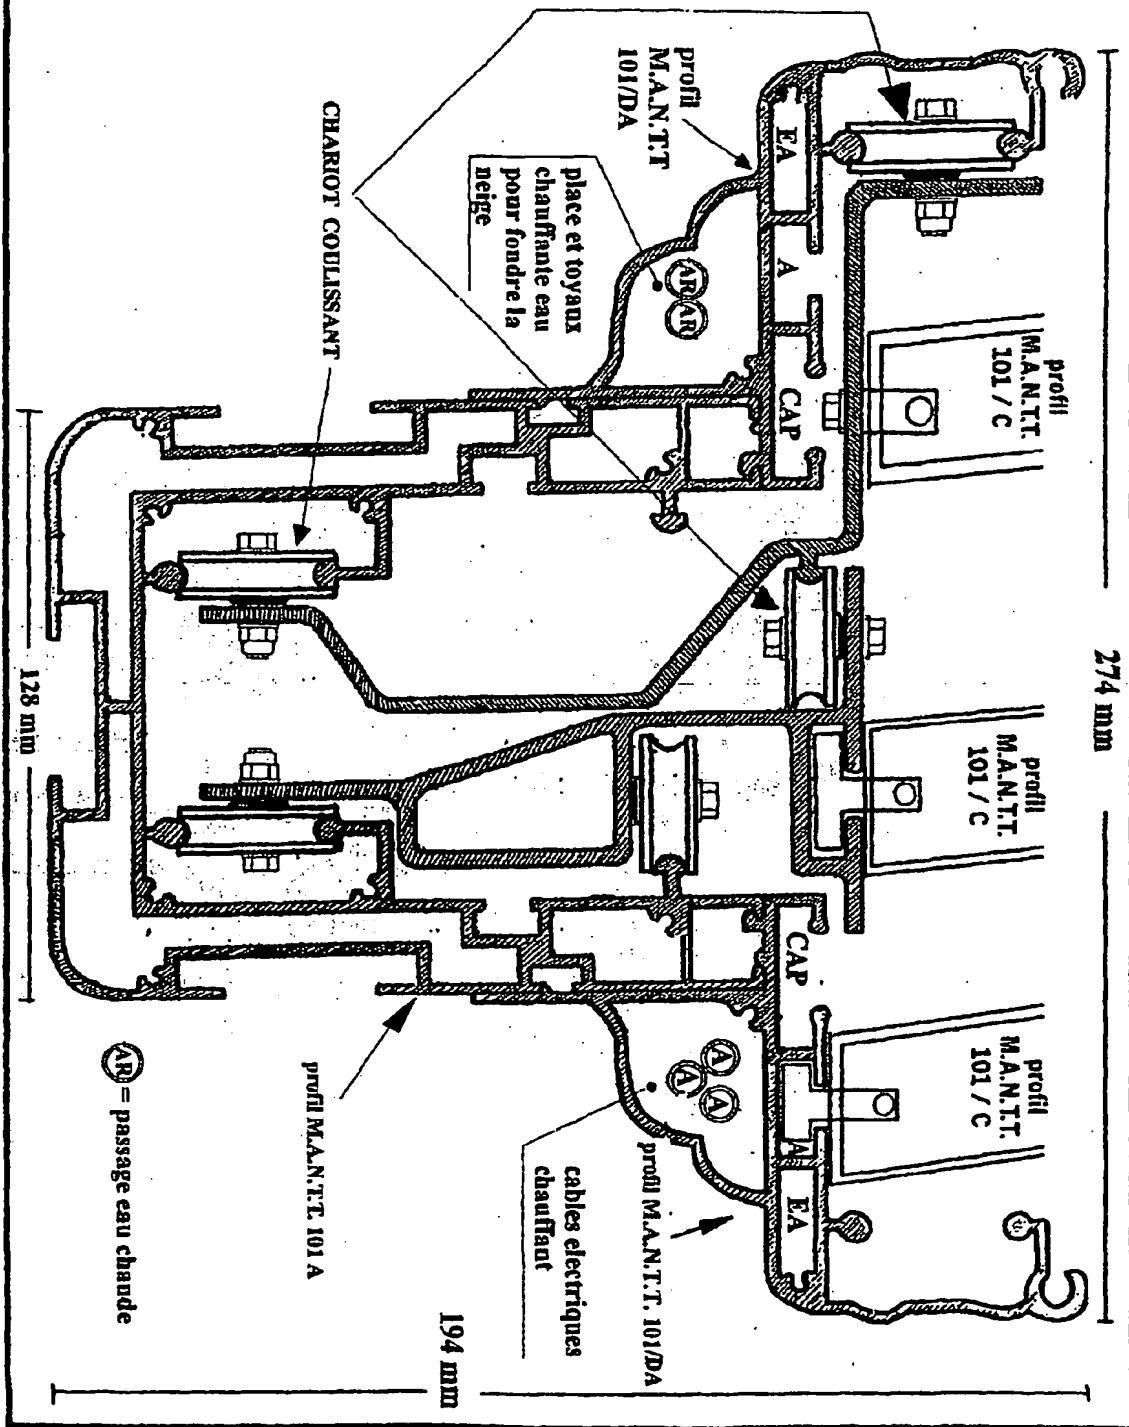 274 mm
profil
M.A.N.T.T.
101 / C
profil
M.A.N.T.T.
101 / C
profil
M.A.N.T.T.
101 / C
profil
M.A.N.T.T
101/DA
EA
A
CAP
CAP
A
EA
place et toyaux
chauffante eau
pour fondre la
neige
AR
AR
A
A
A
CHARIOT COULISSANT
profil M.A.N.T.T. 101/DA
cables electriques
chauffant
profil M.A.N.T.T. 101 A
194 mm
AR = passage eau chaude
128 mm